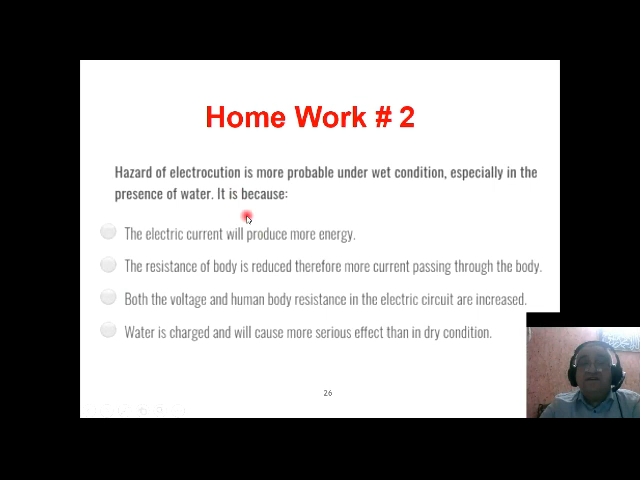 Home Work # 2
Hazard of electrocution is more probable under wet condition, especially in the
presence of water. It is because:
The electric current will produce more energy.
The resistance of body is reduced therefore more current passing through the body.
Both the voltage and human body resistance in the electric circuit are increased.
Water is charged and will cause more serious effect than in dry condition.
26